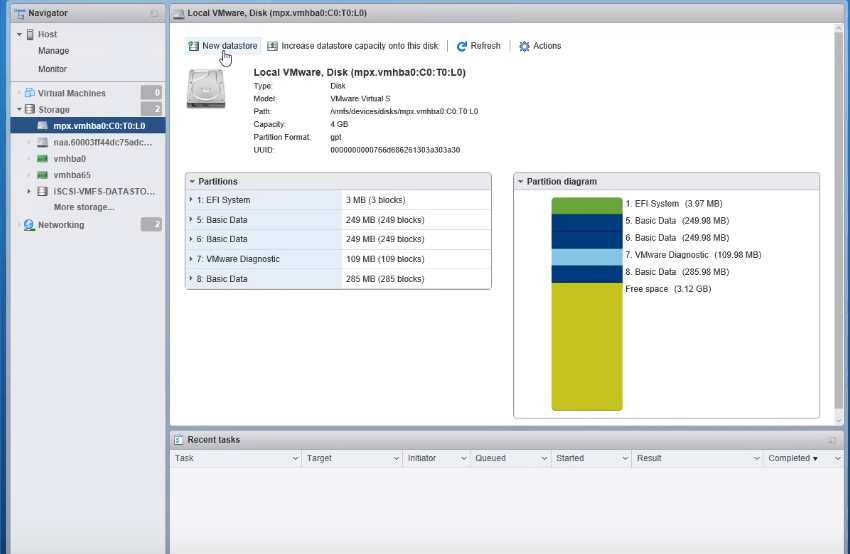 Navigator
Host
Manage
Monitor
Virtual Machines 0
Storage 2
mpx.vmhba0:C0:T0:L0
naa.60003ff44dc75adc...
vmhba0
vmhba65
iSCSI-VMFS-DATASTO...
More storage...
Networking 2
Local VMware, Disk (mpx.vmhba0:C0:T0:L0)
New datastore Increase datastore capacity onto this disk Refresh Actions
Local VMware, Disk (mpx.vmhba0:C0:T0:L0)
Type: Disk
Model: VMware Virtual S
Path: /vmfs/devices/disks/mpx.vmhba0:C0:T0:L0
Capacity: 4 GB
Partition Format: gpt
UUID: 0000000000766d686261303a303a30
Partitions
1: EFI System 3 MB (3 blocks)
5: Basic Data 249 MB (249 blocks)
6: Basic Data 249 MB (249 blocks)
7: VMware Diagnostic 109 MB (109 blocks)
8: Basic Data 285 MB (285 blocks)
Partition diagram
1. EFI System (3.97 MB)
5. Basic Data (249.98 MB)
6. Basic Data (249.98 MB)
7. VMware Diagnostic (109.98 MB)
8. Basic Data (285.98 MB)
Free space (3.12 GB)
Recent tasks
Task Target Initiator Queued Started Result Completed